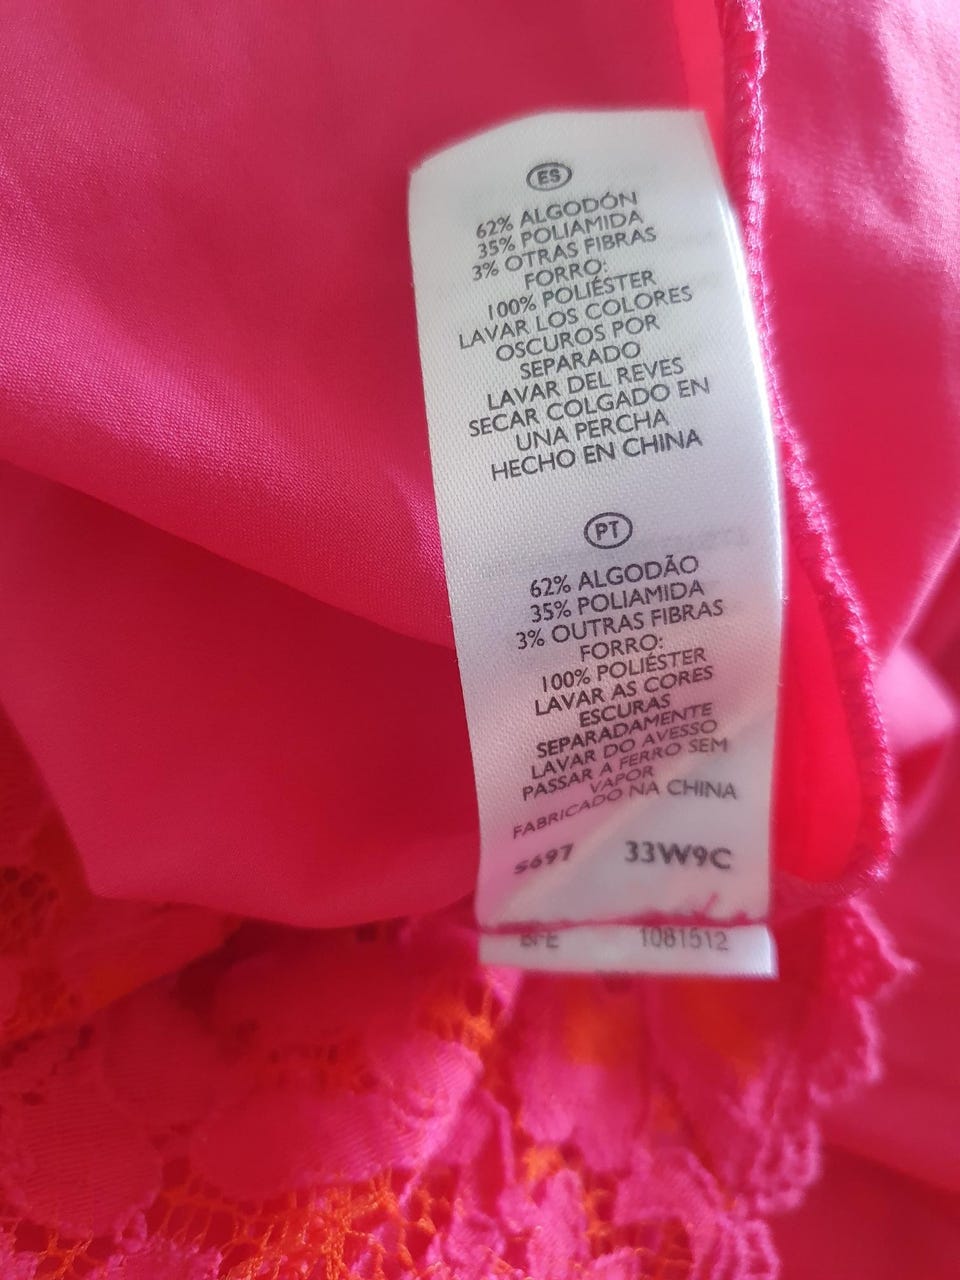 ES
62% ALGODÓN
35% POLIAMIDA
3% OTRAS FIBRAS
FORRO:
100% POLIÉSTER
LAVAR LOS COLORES
OSCUROS POR
SEPARADO
LAVAR DEL REVES
SECAR COLGADO EN
UNA PERCHA
HECHO EN CHINA
PT
62% ALGODÃO
35% POLIAMIDA
3% OUTRAS FIBRAS
FORRO:
100% POLIÉSTER
LAVAR AS CORES
ESCURAS
SEPARADAMENTE
LAVAR DO AVESSO
PASSAR A FERRO SEM
VAPOR
FABRICADO NA CHINA
S697 33W9C
1081512